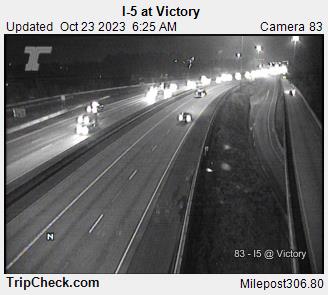 I-5 at Victory
Updated Oct 23 2023 6:25 AM Camera 83
T
N
83 - I5 @ Victory
TripCheck.com Milepost306.80